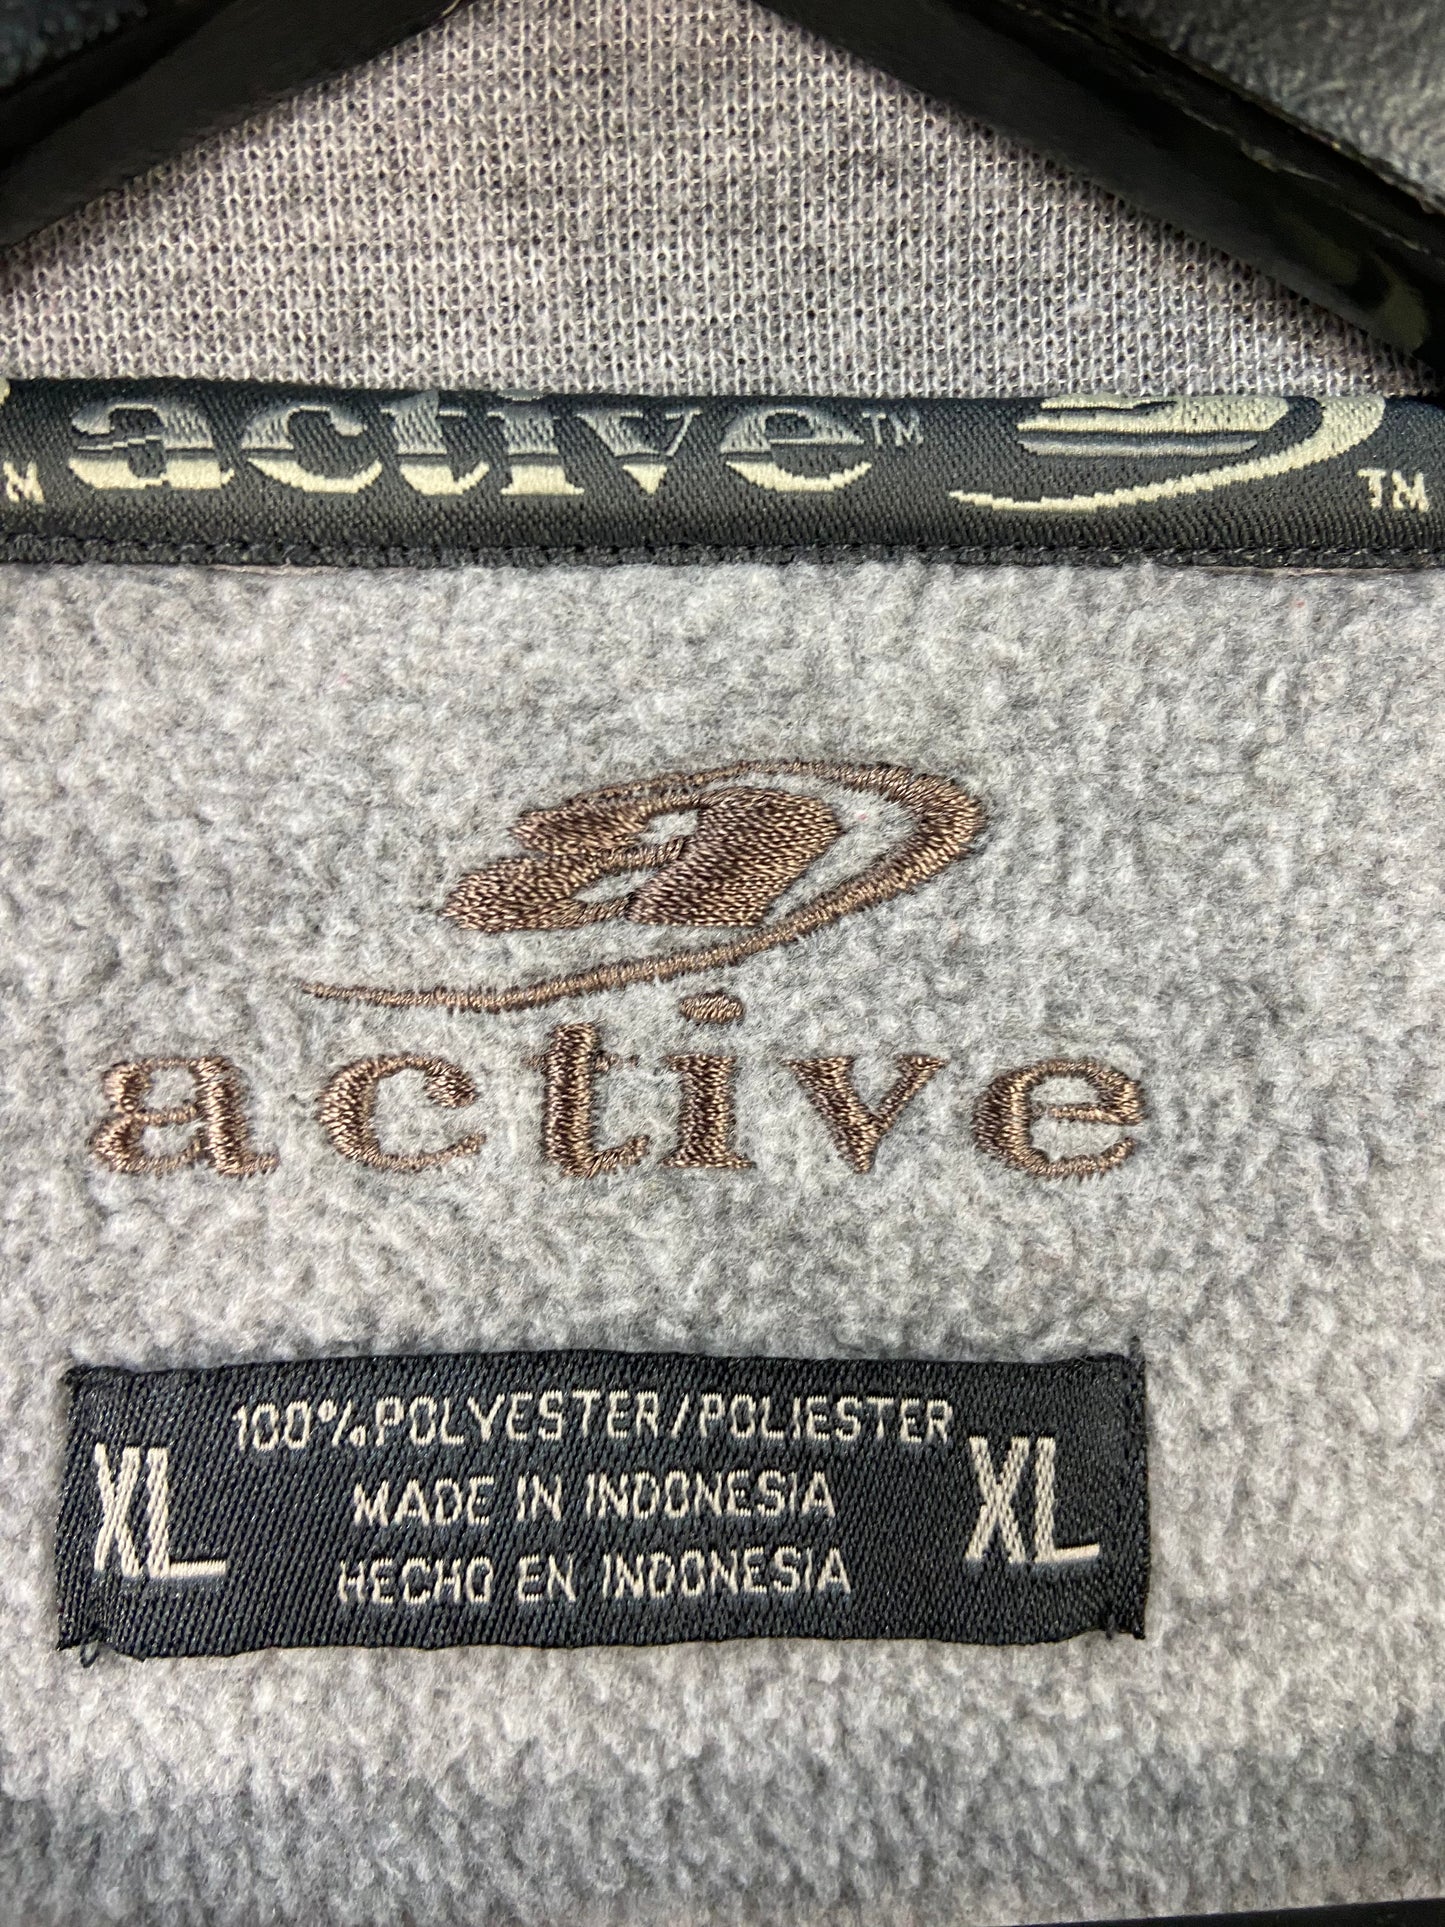 active™ ™
active
100% POLYESTER/POLIESTER
XL MADE IN INDONESIA XL
HECHO EN INDONESIA